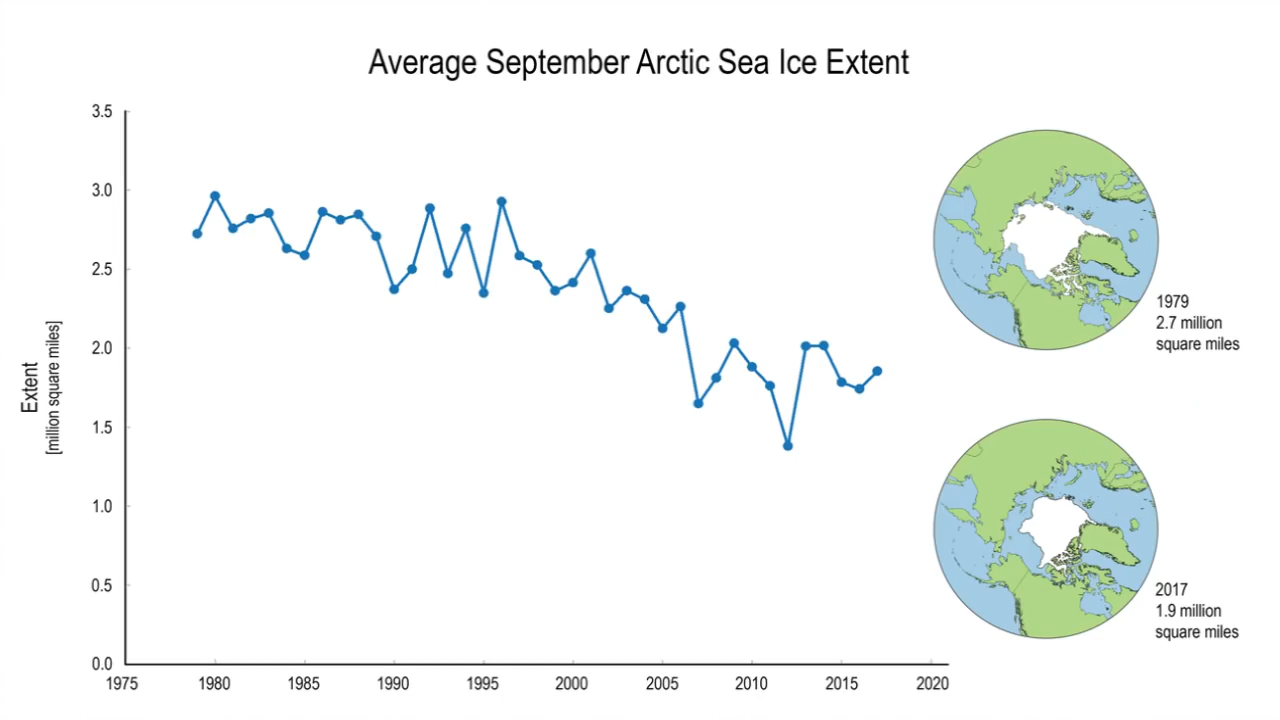 Average September Arctic Sea Ice Extent
3.5
3.0
2.5
2.0
1.5
1.0
0.5
0.0
Extent
[million square miles]
1975 1980 1985 1990 1995 2000 2005 2010 2015 2020
1979
2.7 million
square miles
2017
1.9 million
square miles